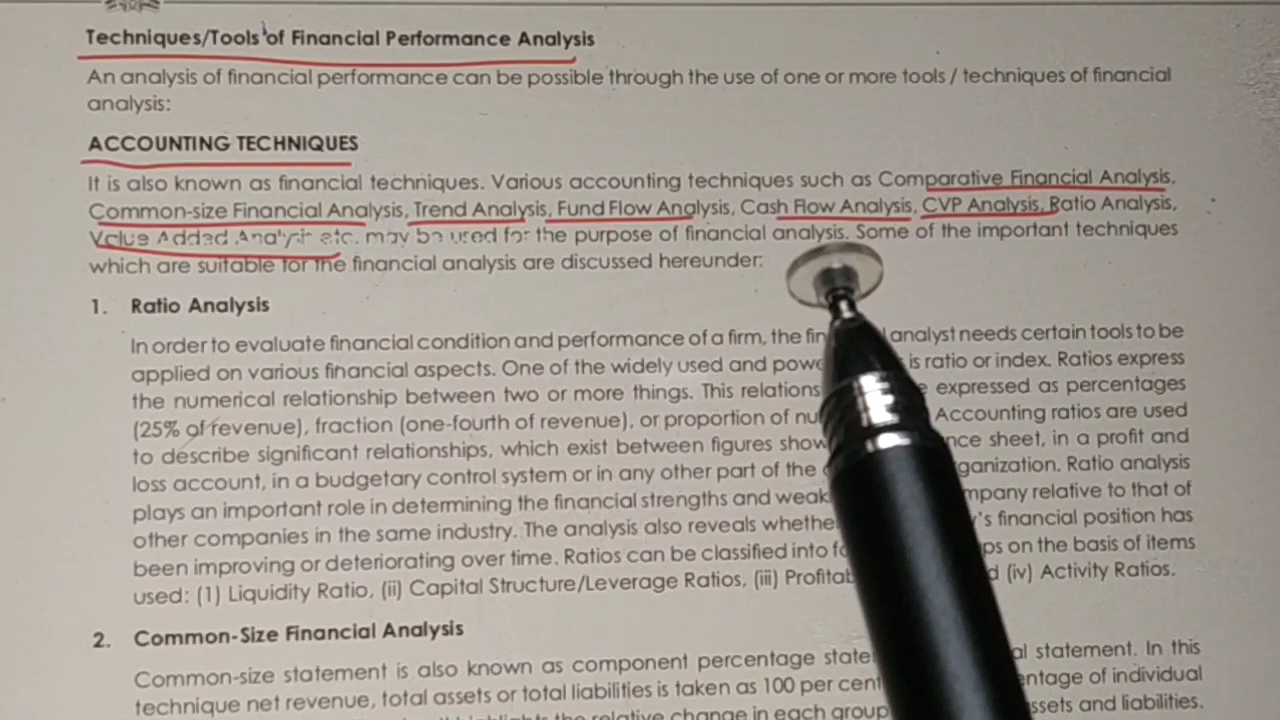 Techniques/Tools of Financial Performance Analysis
An analysis of financial performance can be possible through the use of one or more tools / techniques of financial
analysis:
ACCOUNTING TECHNIQUES
It is also known as financial techniques. Various accounting techniques such as Comparative Financial Analysis,
Common-size Financial Analysis, Trend Analysis, Fund Flow Analysis, Cash Flow Analysis, CVP Analysis, Ratio Analysis,
Value Added Analysis etc. may be used for the purpose of financial analysis. Some of the important techniques
which are suitable for the financial analysis are discussed hereunder:
1. Ratio Analysis
In order to evaluate financial condition and performance of a firm, the analyst needs certain tools to be
applied on various financial aspects. One of the widely used and is ratio or index. Ratios express
the numerical relationship between two or more things. This expressed as percentages
(25% of revenue), fraction (one-fourth of revenue), or proportion of Accounting ratios are used
to describe significant relationships, which exist between figures sheet, in a profit and
loss account, in a budgetary control system or in any other part of the Ratio analysis
plays an important role in determining the financial strengths and relative to that of
other companies in the same industry. The analysis also reveals financial position has
been improving or deteriorating over time. Ratios can be classified into on the basis of items
used: (1) Liquidity Ratio, (ii) Capital Structure/Leverage Ratios, (iii) (iv) Activity Ratios.
2. Common-Size Financial Analysis
Common-size statement is also known as component percentage statement. In this
technique net revenue, total assets or total liabilities is taken as 100 per cent of individual
the relative change in each group assets and liabilities.